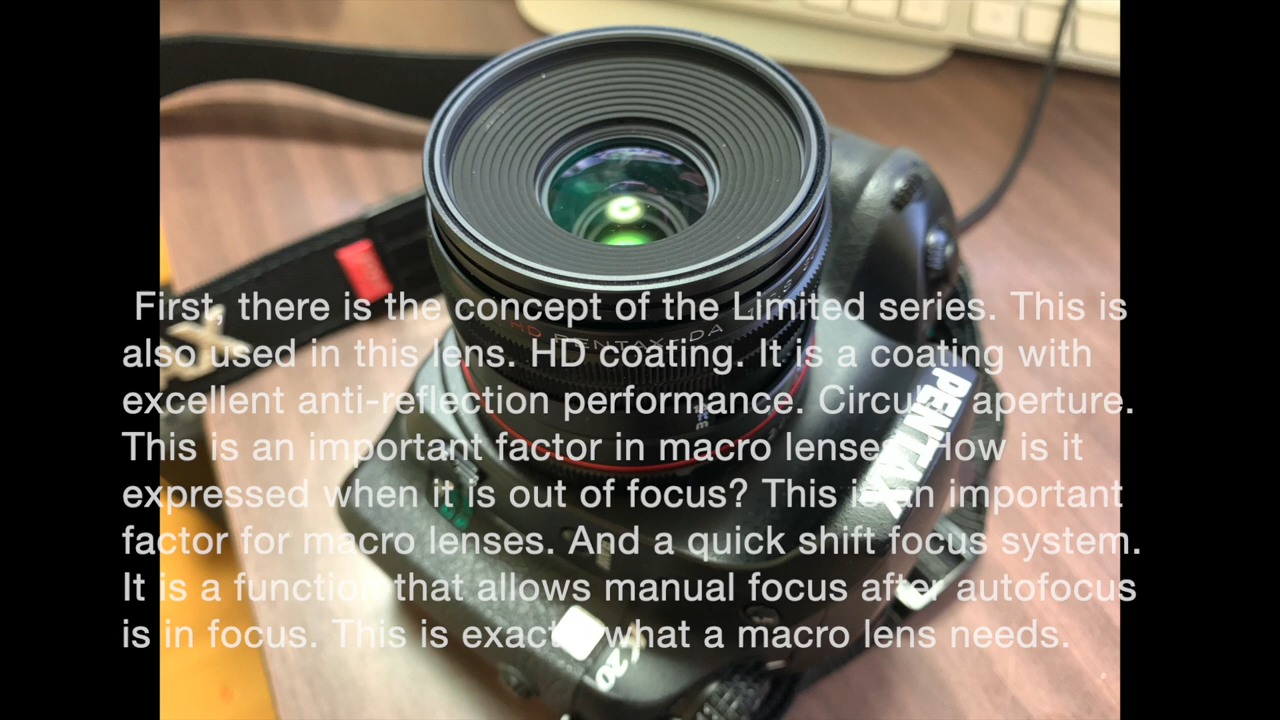 First, there is the concept of the Limited series. This is
also used in this lens. HD coating. It is a coating with
excellent anti-reflection performance. Circular aperture.
This is an important factor in macro lenses. How is it
expressed when it is out of focus? This is an important
factor for macro lenses. And a quick shift focus system.
It is a function that allows manual focus after autofocus
is in focus. This is exactly what a macro lens needs.
HD PENTAX-DA
PENTAX